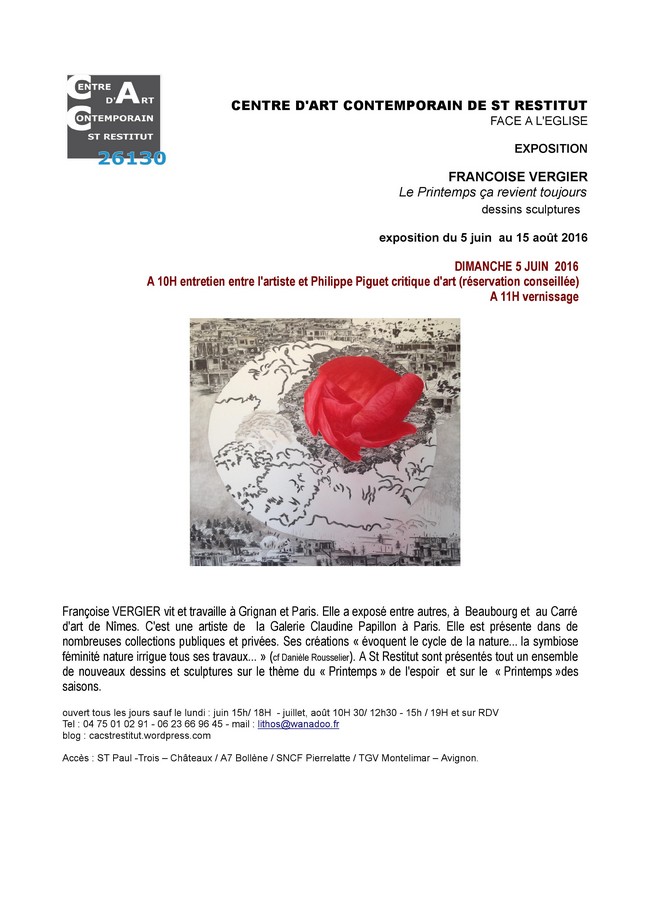 CENTRE
D'ART
CONTEMPORAIN
ST RESTITUT
26130
CENTRE D'ART CONTEMPORAIN DE ST RESTITUT
FACE A L'EGLISE
EXPOSITION
FRANCOISE VERGIER
Le Printemps ça revient toujours
dessins sculptures
exposition du 5 juin au 15 août 2016
DIMANCHE 5 JUIN 2016
A 10H entretien entre l'artiste et Philippe Piguet critique d'art (réservation conseillée)
A 11H vernissage
Françoise VERGIER vit et travaille à Grignan et Paris. Elle a exposé entre autres, à Beaubourg et au Carré
d'art de Nîmes. C'est une artiste de la Galerie Claudine Papillon à Paris. Elle est présente dans de
nombreuses collections publiques et privées. Ses créations « évoquent le cycle de la nature... la symbiose
féminité nature irrigue tous ses travaux... » (cf Danièle Rousselier). A St Restitut sont présentés tout un ensemble
de nouveaux dessins et sculptures sur le thème du « Printemps » de l'espoir et sur le « Printemps »des
saisons.
ouvert tous les jours sauf le lundi : juin 15h/ 18H - juillet, août 10H 30/ 12h30 - 15h / 19H et sur RDV
Tel : 04 75 01 02 91 - 06 23 66 96 45 - mail : lithos@wanadoo.fr
blog : cacstrestitut.wordpress.com
Accès : ST Paul -Trois – Châteaux / A7 Bollène / SNCF Pierrelatte / TGV Montelimar – Avignon.